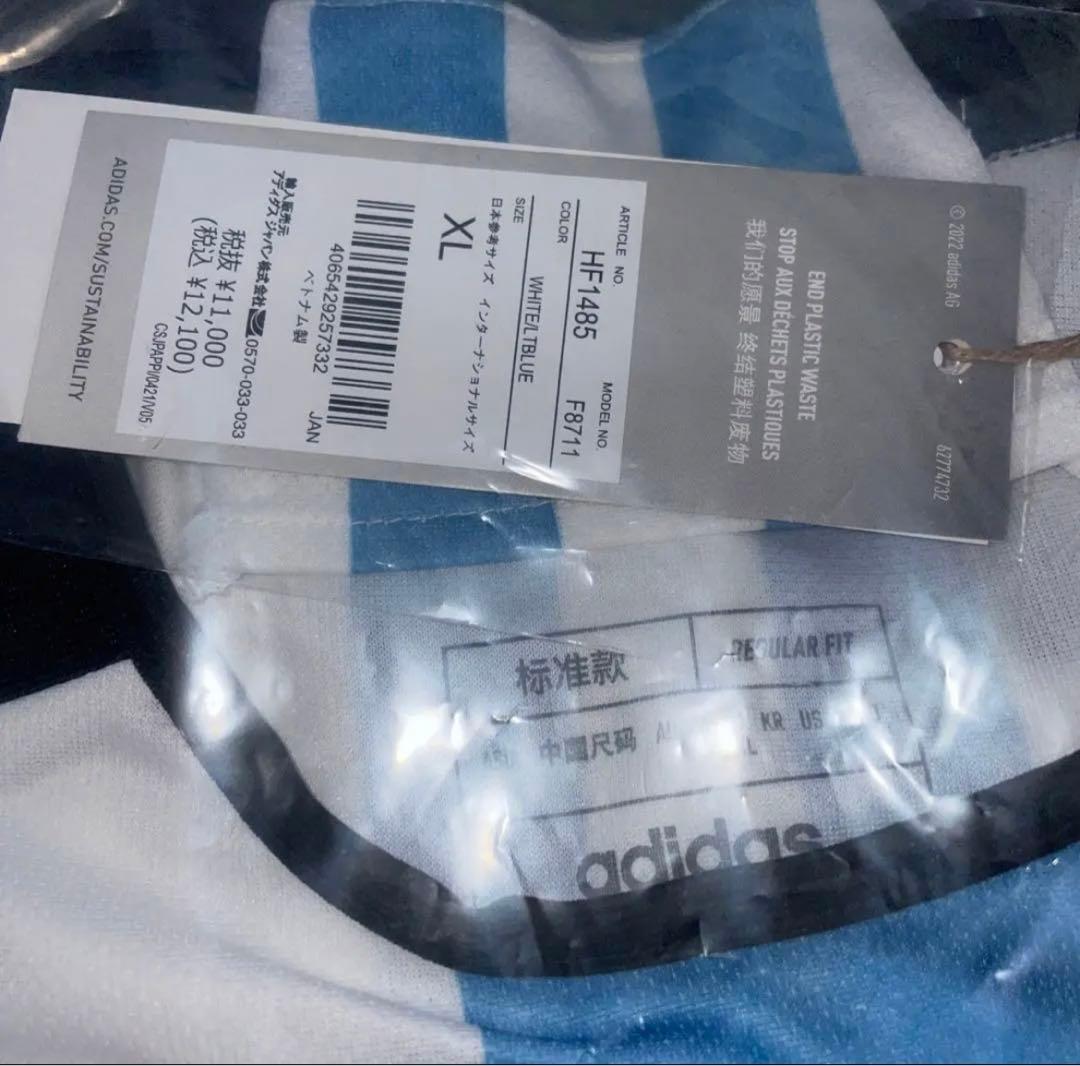 © 2022 adidas AG
62774732
END PLASTIC WASTE
STOP AUX DÉCHETS PLASTIQUES
我们的愿景 终结塑料废物
ARTICLE NO.
MODEL NO.
HF1485
F8711
COLOR
WHITE/LTBLUE
SIZE
日本参考サイズ インターナショナルサイズ
XL
4065429257332
JAN
ベトナム製
輸入販売元
アディダス ジャパン株式会社 0570-033-033
税抜 ¥11,000
(税込 ¥12,100)
CSJPAPPI/0421/V05
ADIDAS.COM/SUSTAINABILITY
标准款 REGULAR FIT
中國尺码 KR US
adidas